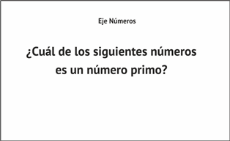 Eje Números
¿Cuál de los siguientes números
es un número primo?